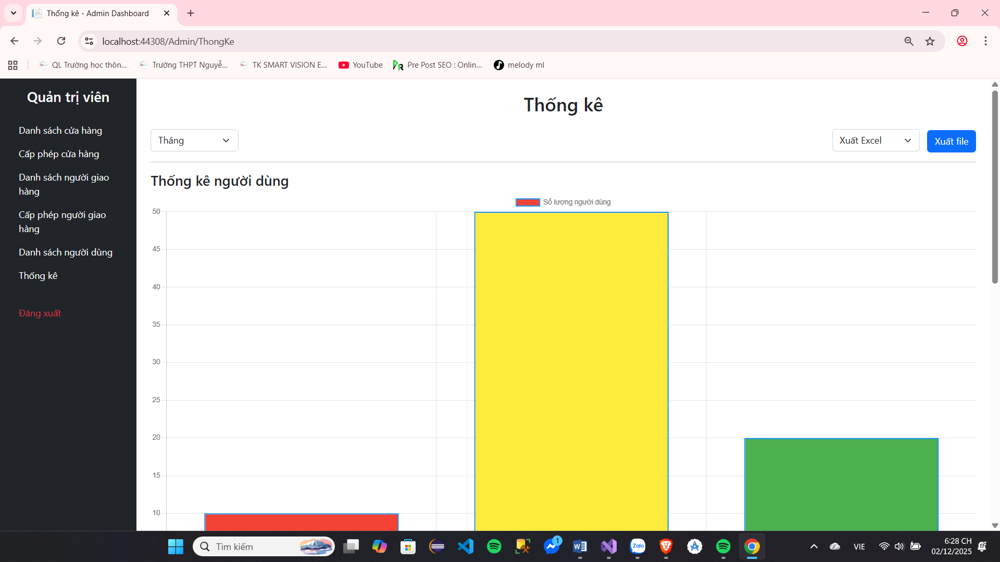 Thống kê - Admin Dashboard
localhost:44308/Admin/ThongKe
QL Trường học thôn...
Trường THPT Nguyễ...
TK SMART VISION E...
YouTube
Pre Post SEO : Onlin...
melody ml
Quản trị viên
Danh sách cửa hàng
Cấp phép cửa hàng
Danh sách người giao
hàng
Cấp phép người giao
hàng
Danh sách người dùng
Thống kê
Đăng xuất
Thống kê
Tháng
Xuất Excel
Xuất file
Thống kê người dùng
Số lượng người dùng
50
45
40
35
30
25
20
15
10
Tìm kiếm
1
Zalo
VIE
6:28 CH
02/12/2025